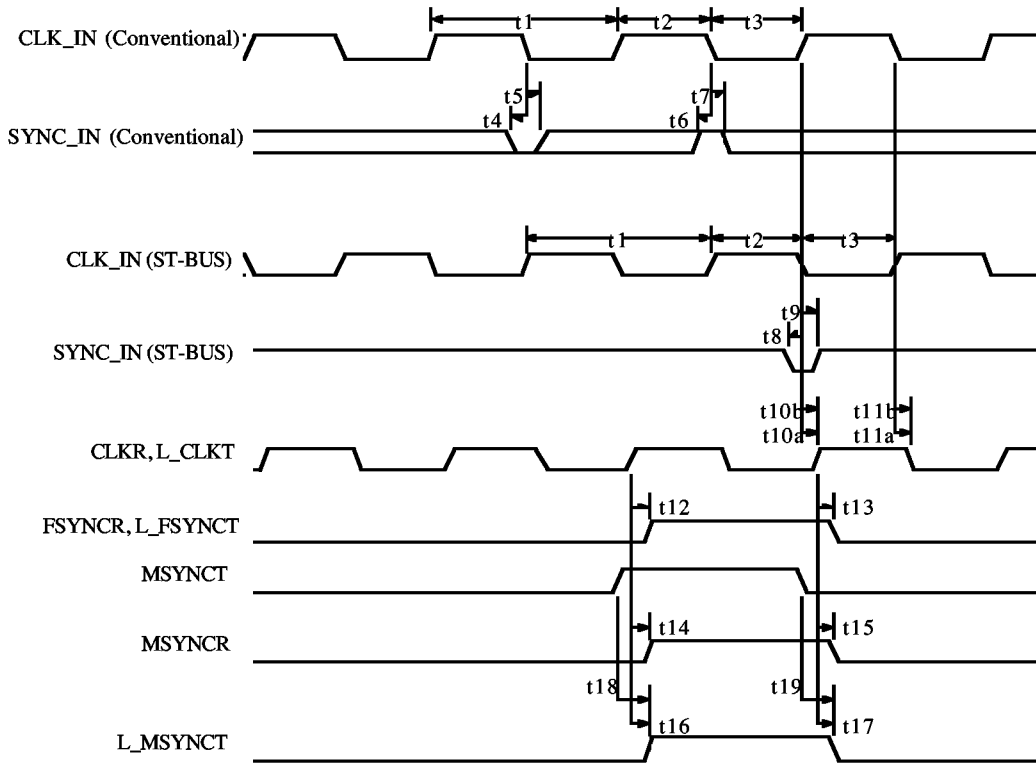 t1 t2 t3
CLK_IN (Conventional)
t5 t7
t4 t6
SYNC_IN (Conventional)
t1 t2 t3
CLK_IN (ST-BUS)
t9
t8
SYNC_IN (ST-BUS)
t10b t11b
t10a t11a
CLKR, L_CLKT
t12 t13
FSYNCR, L_FSYNCT
MSYNCT
t14 t15
MSYNCR
t18 t19
t16 t17
L_MSYNCT